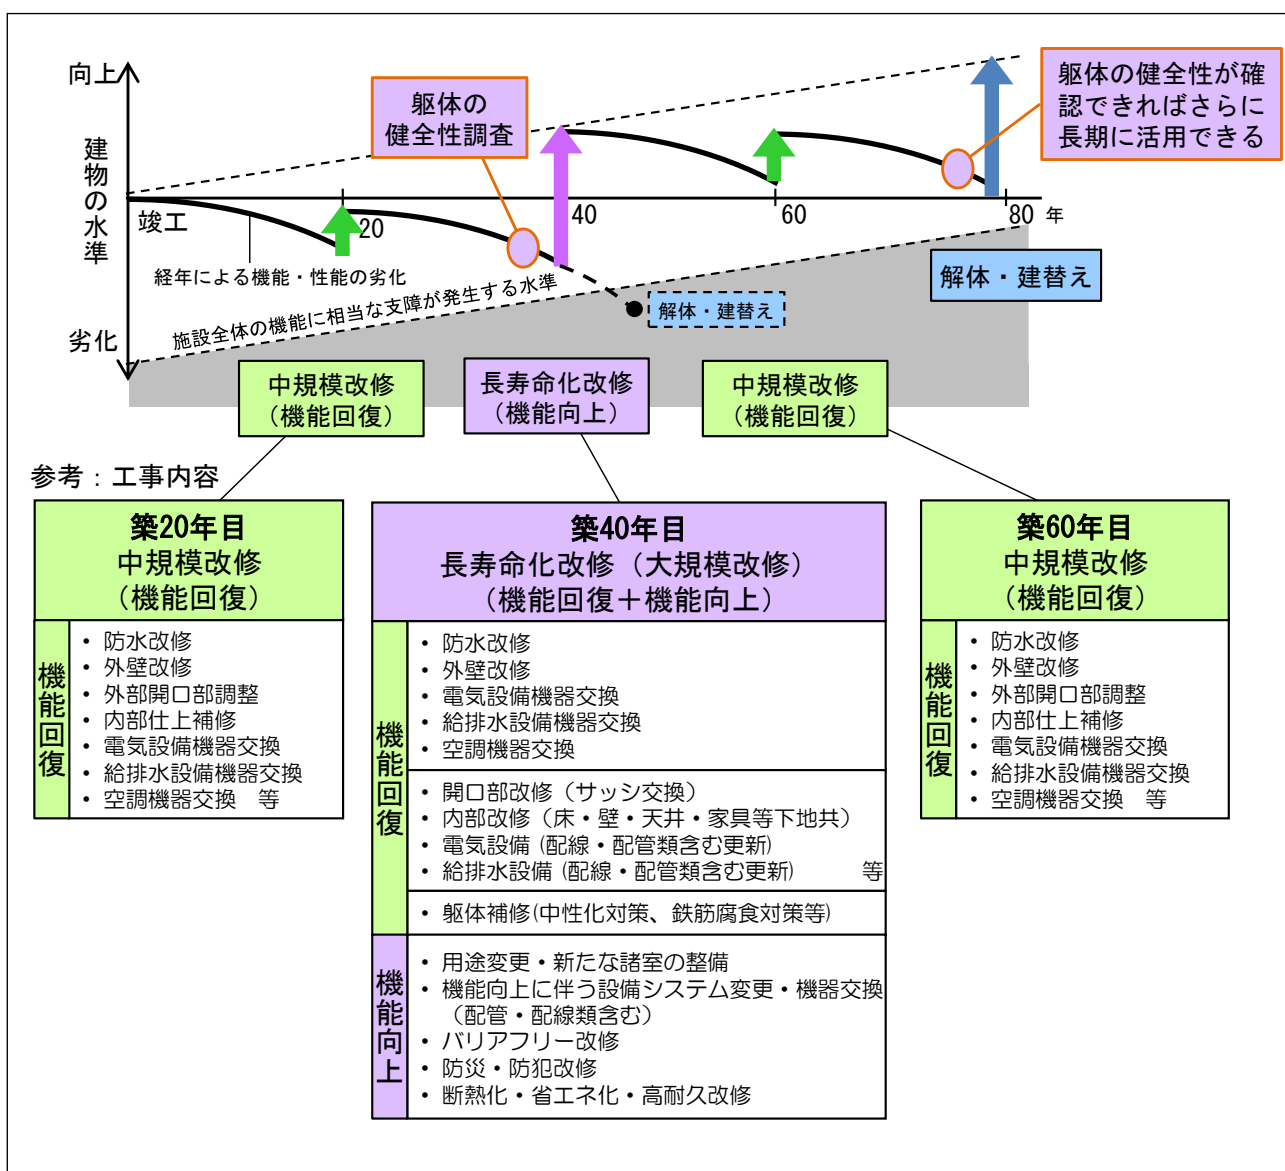 向上
建物の水準
劣化
躯体の
健全性調査
躯体の健全性が確
認できればさらに
長期に活用できる
竣工
20
40
60
80
年
経年による機能・性能の劣化
施設全体の機能に相当な支障が発生する水準
解体・建替え
解体・建替え
中規模改修
(機能回復)
長寿命化改修
(機能向上)
中規模改修
(機能回復)
参考：工事内容
築20年目
中規模改修
(機能回復)
機能回復
・ 防水改修
・ 外壁改修
・ 外部開口部調整
・ 内部仕上補修
・ 電気設備機器交換
・ 給排水設備機器交換
・ 空調機器交換　等
築40年目
長寿命化改修（大規模改修）
(機能回復＋機能向上)
機能回復
・ 防水改修
・ 外壁改修
・ 電気設備機器交換
・ 給排水設備機器交換
・ 空調機器交換
・ 開口部改修（サッシ交換）
・ 内部改修（床・壁・天井・家具等下地共）
・ 電気設備(配線・配管類含む更新)
・ 給排水設備(配線・配管類含む更新)　　　等
・ 躯体補修(中性化対策、鉄筋腐食対策等)
機能向上
・ 用途変更・新たな諸室の整備
・ 機能向上に伴う設備システム変更・機器交換
（配管・配線類含む）
・ バリアフリー改修
・ 防災・防犯改修
・ 断熱化・省エネ化・高耐久改修
築60年目
中規模改修
(機能回復)
機能回復
・ 防水改修
・ 外壁改修
・ 外部開口部調整
・ 内部仕上補修
・ 電気設備機器交換
・ 給排水設備機器交換
・ 空調機器交換　等